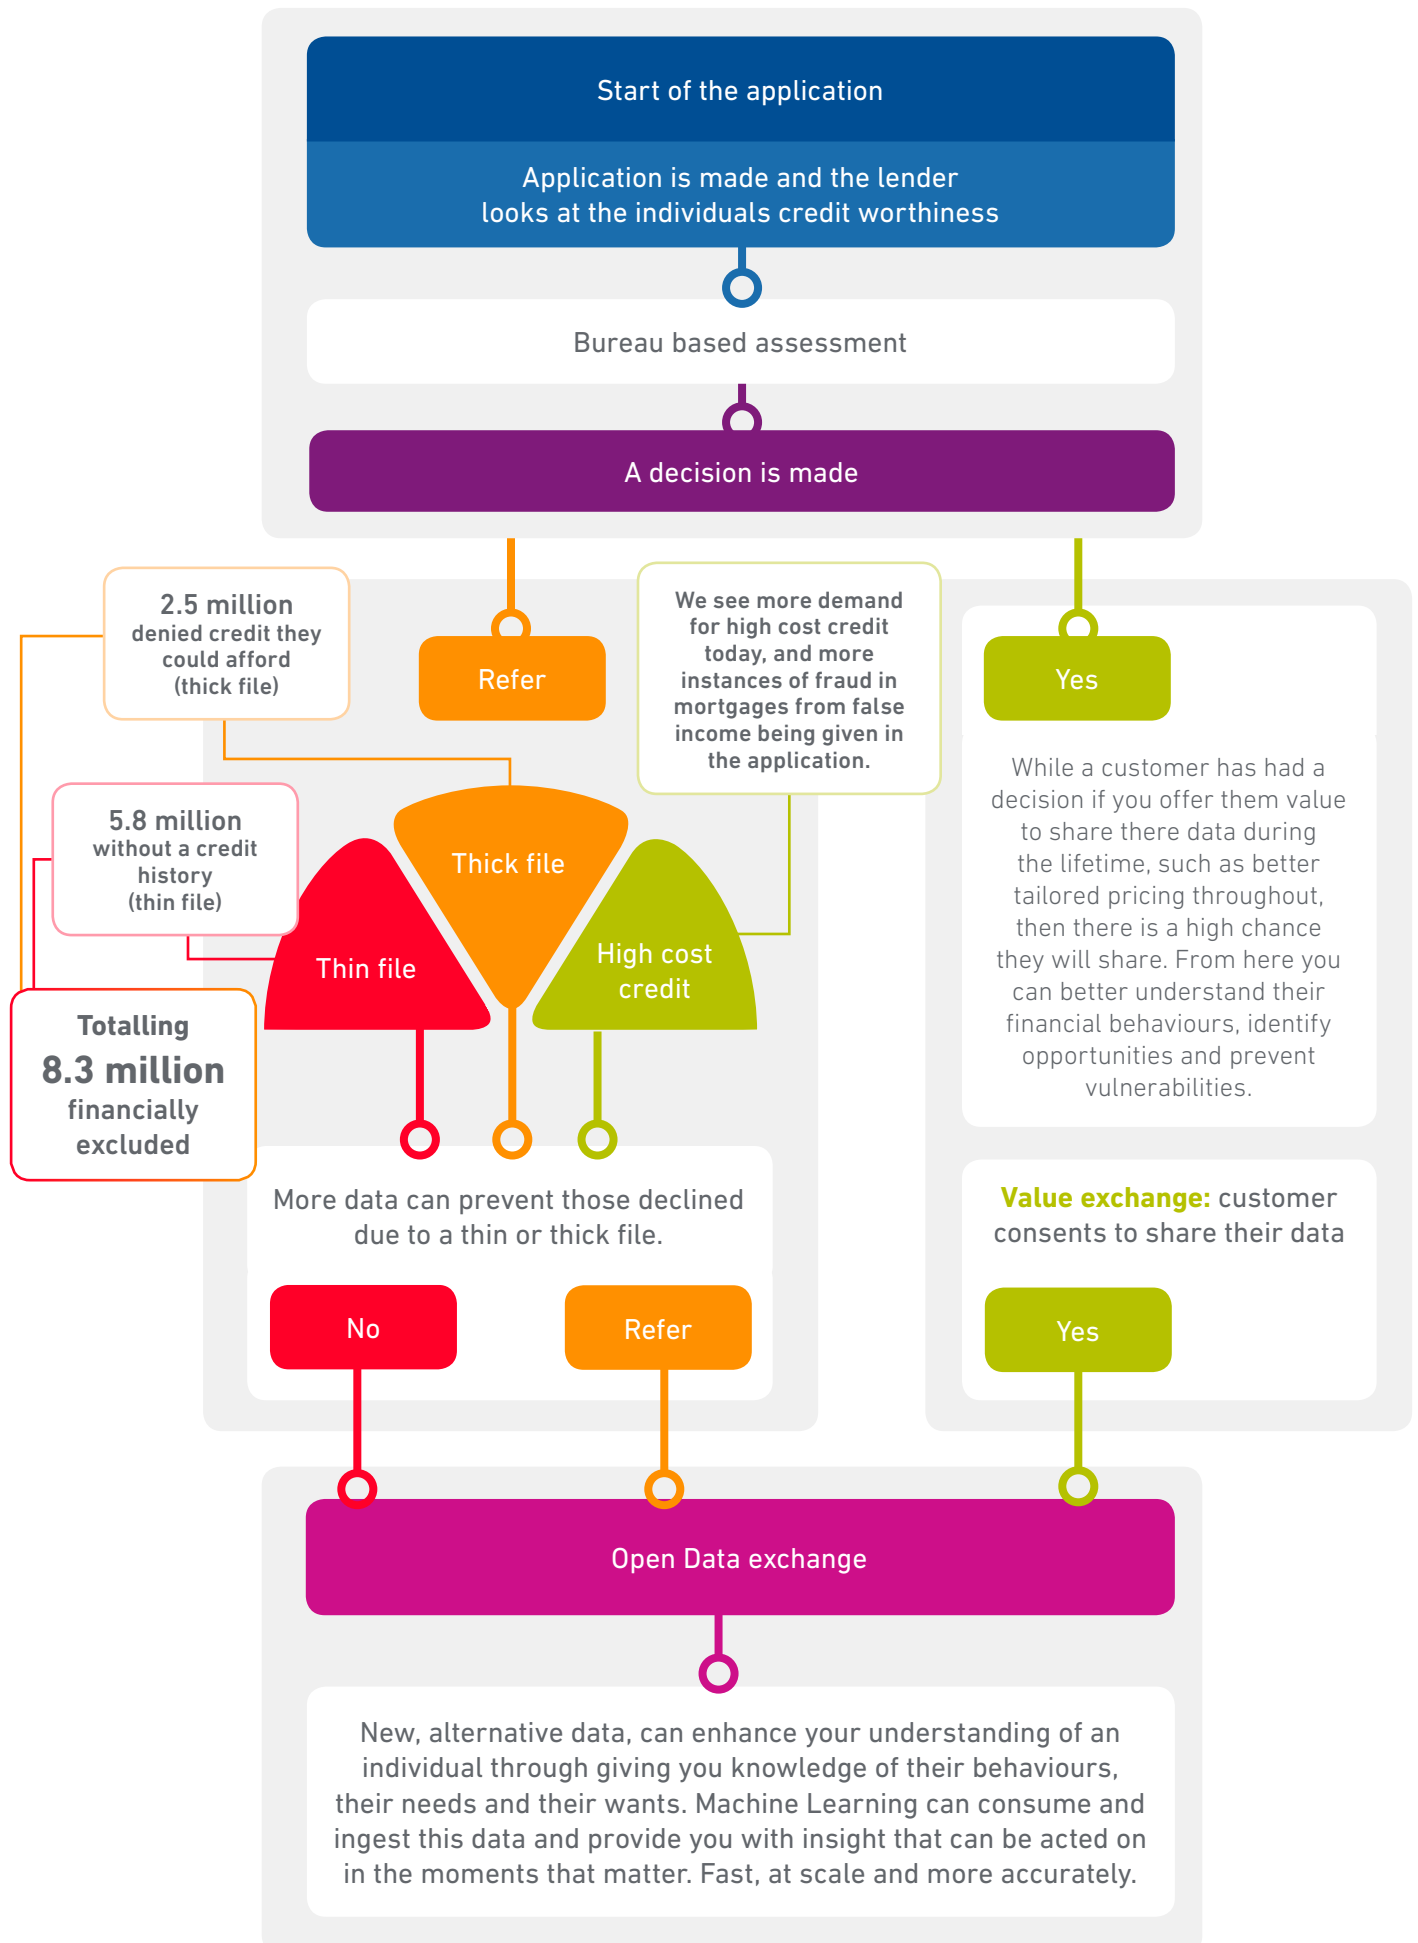 Start of the application
Application is made and the lender
looks at the individuals credit worthiness
Bureau based assessment
A decision is made
2.5 million
denied credit they
could afford
(thick file)
Refer
We see more demand
for high cost credit
today, and more
instances of fraud in
mortgages from false
income being given in
the application.
5.8 million
without a credit
history
(thin file)
Thick file
Thin file
High cost
credit
Totalling
8.3 million
financially
excluded
More data can prevent those declined
due to a thin or thick file.
No
Refer
Yes
While a customer has had a
decision if you offer them value
to share there data during
the lifetime, such as better
tailored pricing throughout,
then there is a high chance
they will share. From here you
can better understand their
financial behaviours, identify
opportunities and prevent
vulnerabilities.
Value exchange: customer
consents to share their data
Yes
Open Data exchange
New, alternative data, can enhance your understanding of an
individual through giving you knowledge of their behaviours,
their needs and their wants. Machine Learning can consume and
ingest this data and provide you with insight that can be acted on
in the moments that matter. Fast, at scale and more accurately.